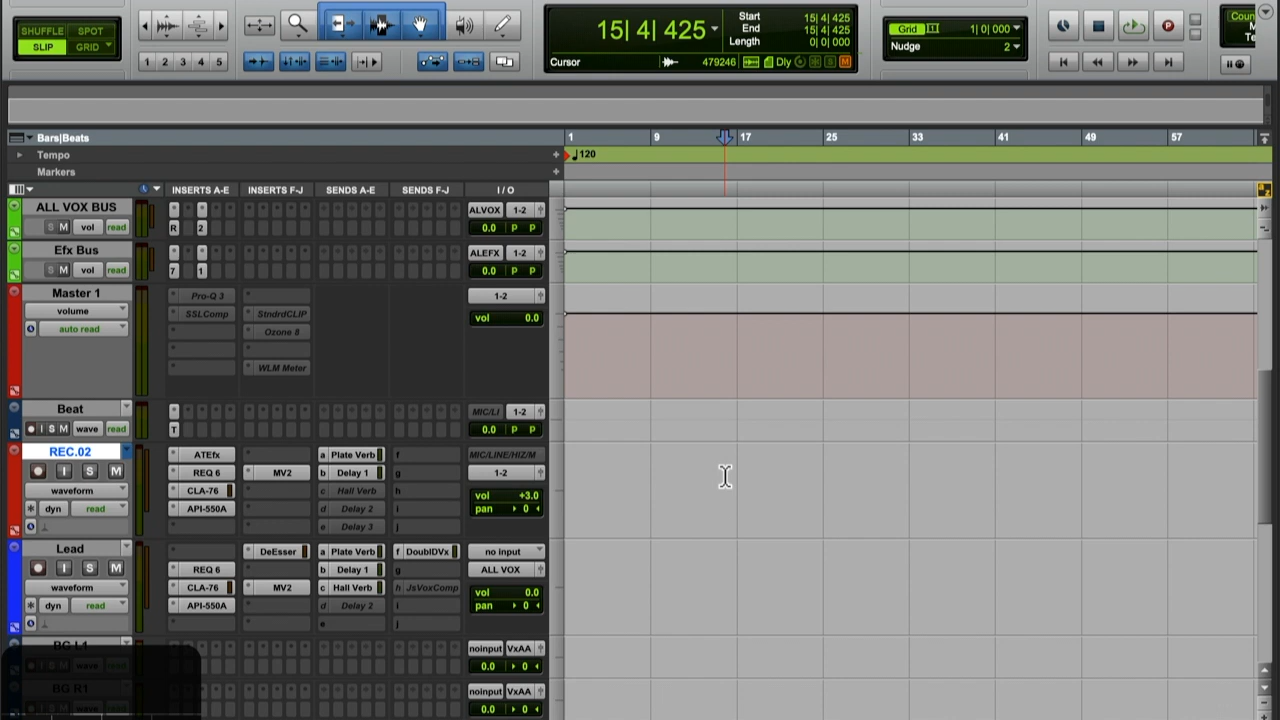 SHUFFLE SPOT
SLIP GRID
1 2 3 4 5
15| 4| 425
Start 15| 4| 425
End 15| 4| 425
Length 0| 0| 000
Cursor 479246 Dly
Grid 1| 0| 000
Nudge 2
Coun
Bars|Beats 1 9 17 25 33 41 49 57
Tempo 120
Markers
INSERTS A-E INSERTS F-J SENDS A-E SENDS F-J I / O
ALL VOX BUS ALVOX 1-2
S M vol read R 2 0.0 P P
Efx Bus ALEFX 1-2
S M vol read 7 1 0.0 P P
Master 1 Pro-Q 3 1-2
volume SSLComp StndrdCLIP vol 0.0
auto read Ozone 8
WLM Meter
Beat MIC/LI 1-2
I S M wave read T 0.0 P P
REC.02 ATEfx a Plate Verb f MIC/LINE/HIZ/M
I S M REQ 6 MV2 b Delay 1 g 1-2
waveform CLA-76 c Hall Verb h vol +3.0
dyn read API-550A d Delay 2 i pan 0
e Delay 3 j
Lead DeEsser a Plate Verb f DoublDVx no input
I S M REQ 6 b Delay 1 g ALL VOX
waveform CLA-76 MV2 c Hall Verb h JsVoxComp vol 0.0
dyn read API-550A d Delay 2 i pan 0
e j
BG L1 noinput VxAA
I S M wave read 0.0 0
BG R1 noinput VxAA
0.0 0